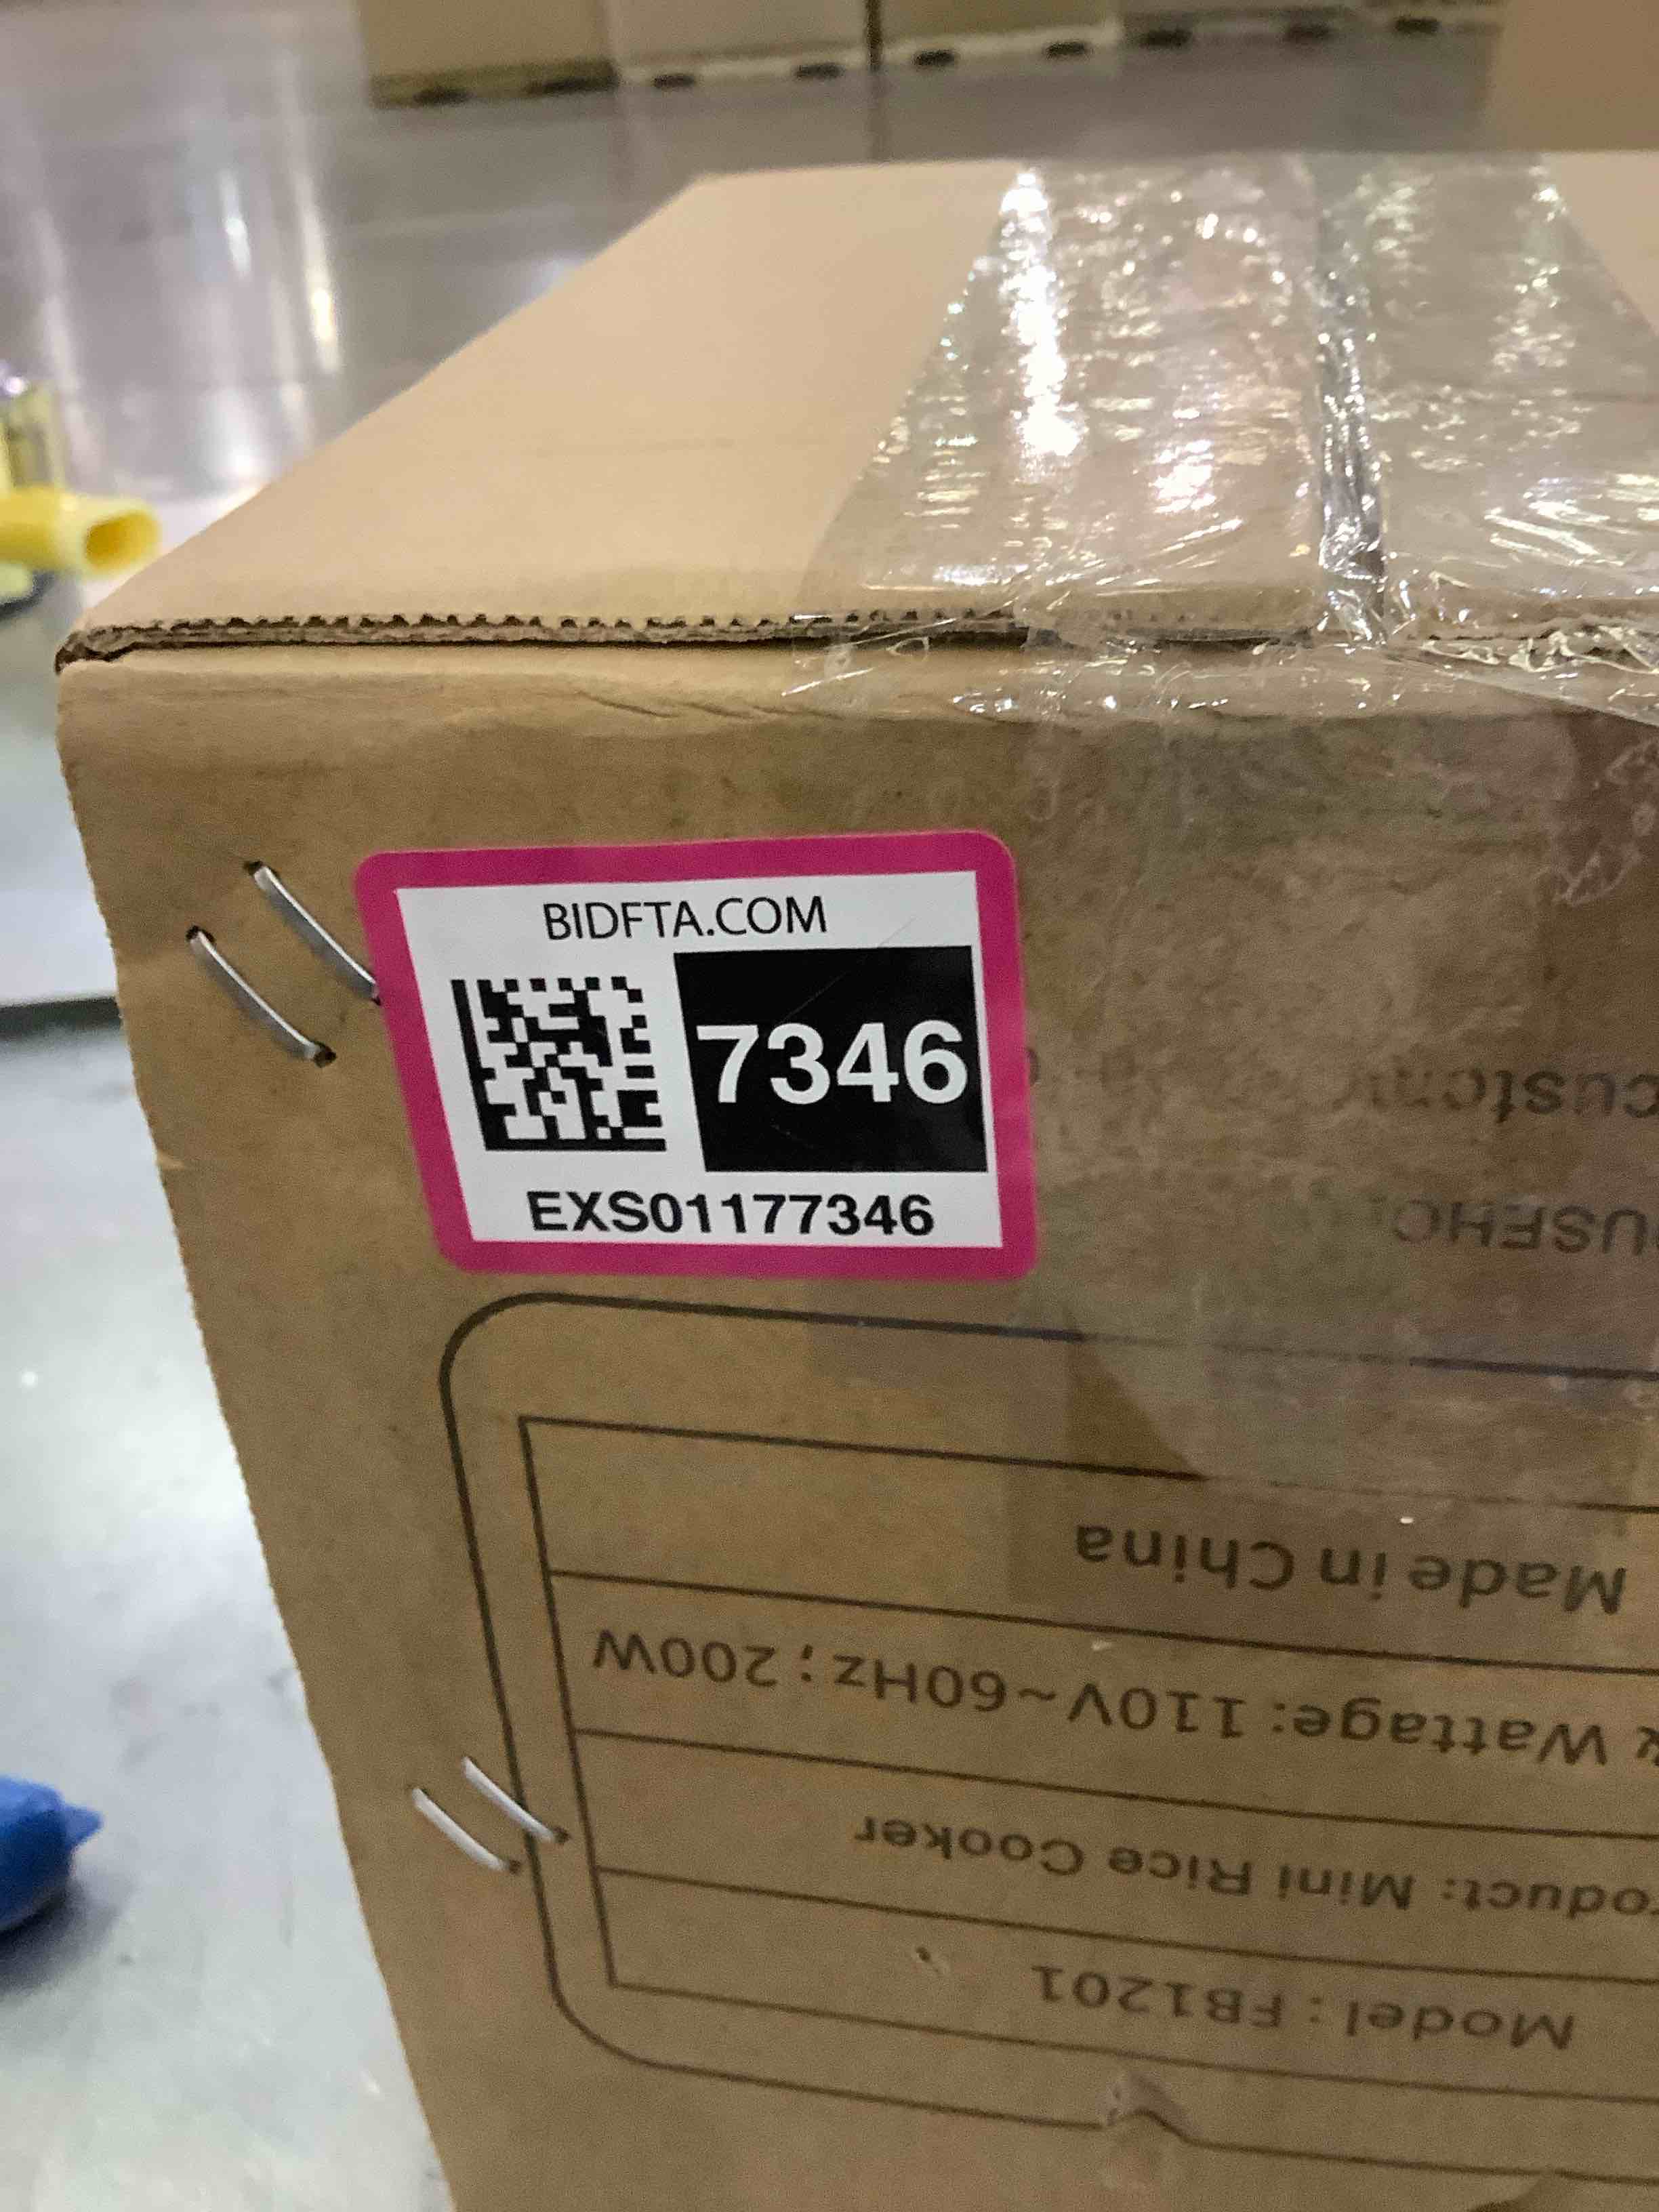 BIDFTA.COM
7346
EXS01177346
Made in China
Wattage: 110V~60Hz; 200W
Mini Rice Cooker
Model: FB1201